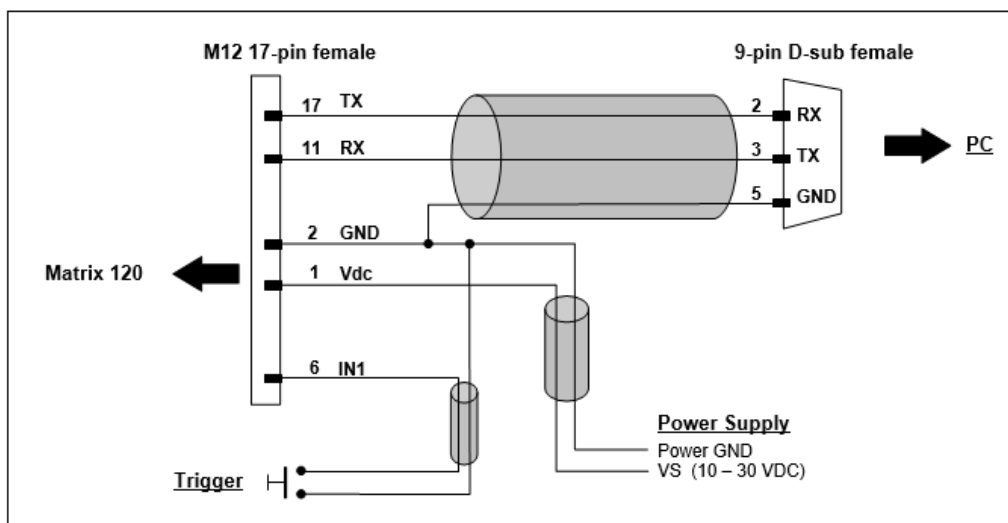 M12 17-pin female
9-pin D-sub female
17 TX
2 RX
11 RX
3 TX
PC
5 GND
2 GND
Matrix 120
1 Vdc
6 IN1
Power Supply
Power GND
VS (10 – 30 VDC)
Trigger